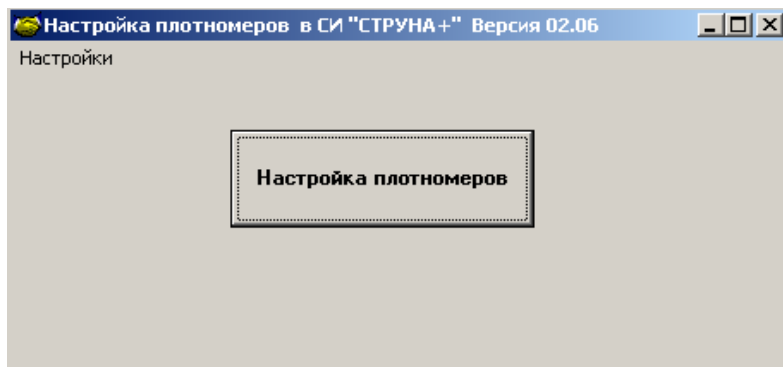 Настройка плотномеров в СИ "СТРУНА+" Версия 02.06
Настройки
Настройка плотномеров